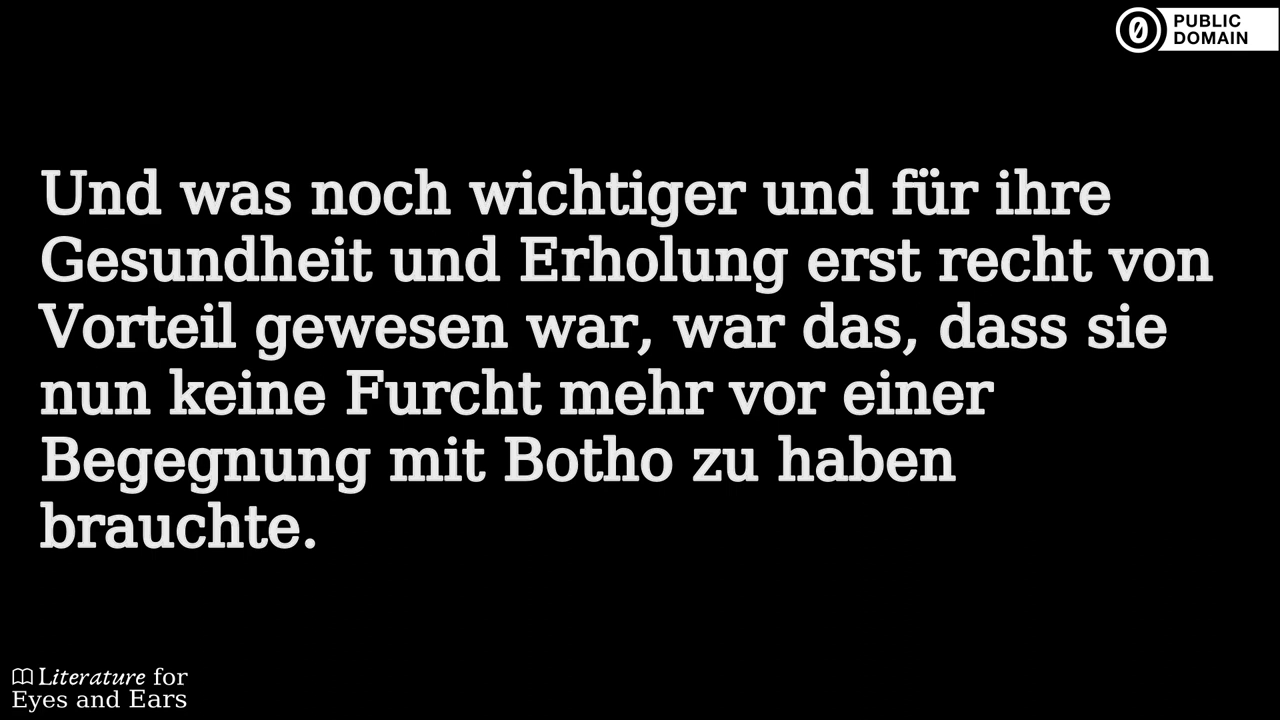 PUBLIC
DOMAIN
Und was noch wichtiger und für ihre
Gesundheit und Erholung erst recht von
Vorteil gewesen war, war das, dass sie
nun keine Furcht mehr vor einer
Begegnung mit Botho zu haben
brauchte.
Literature for
Eyes and Ears